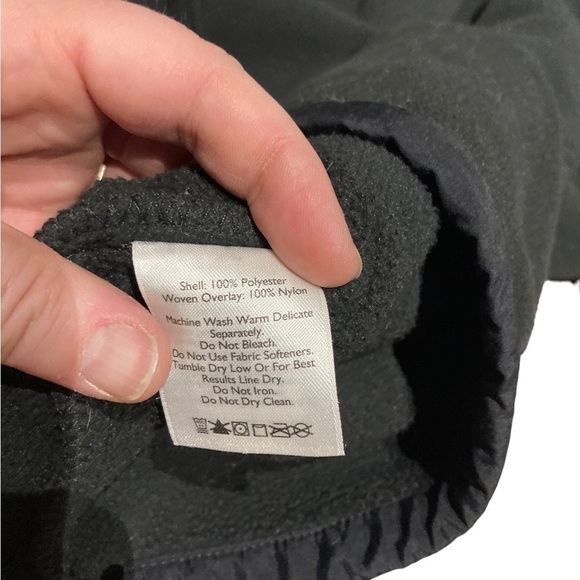 Shell: 100% Polyester
Woven Overlay: 100% Nylon
Machine Wash Warm Delicate
Separately.
Do Not Bleach.
Do Not Use Fabric Softeners.
Tumble Dry Low Or For Best
Results Line Dry.
Do Not Iron.
Do Not Dry Clean.